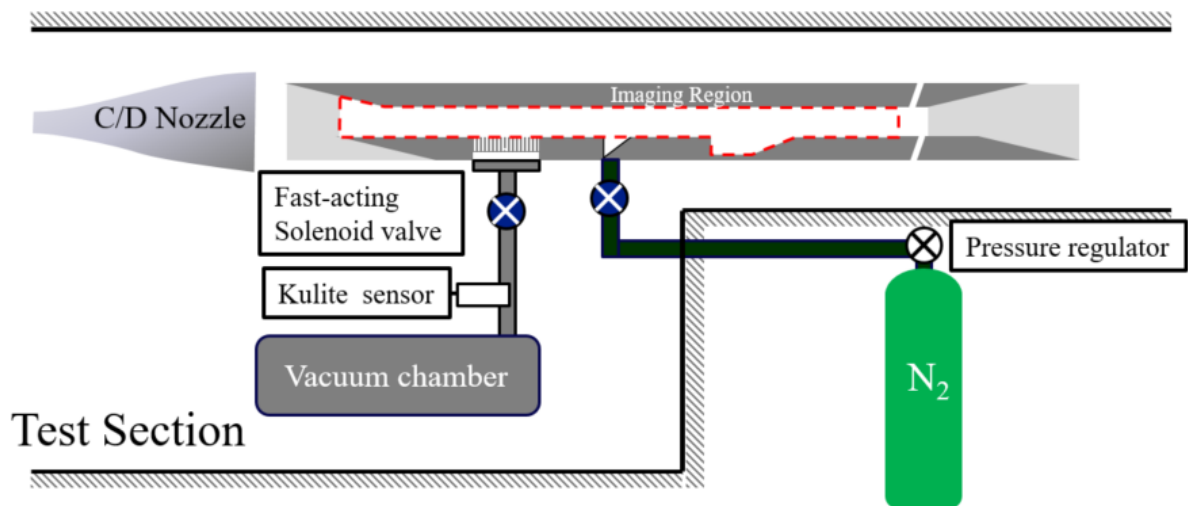 Imaging Region
C/D Nozzle
Fast-acting
Solenoid valve
Pressure regulator
Kulite sensor
Vacuum chamber
N₂
Test Section